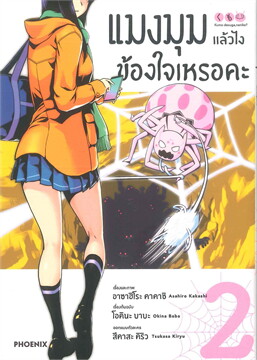 แมงมุม
แล้วไง
ข้องใจเหรอคะ
เรื่องและภาพ
อาซาฮิโระ คาคาชิ Asahiro Kakashi
เรื่องต้นฉบับ
โอคินะ บาบะ Okina Baba
ออกแบบตัวละคร
สึคาสะ คิริว Tsukasa Kiryu
2
PHOENIX